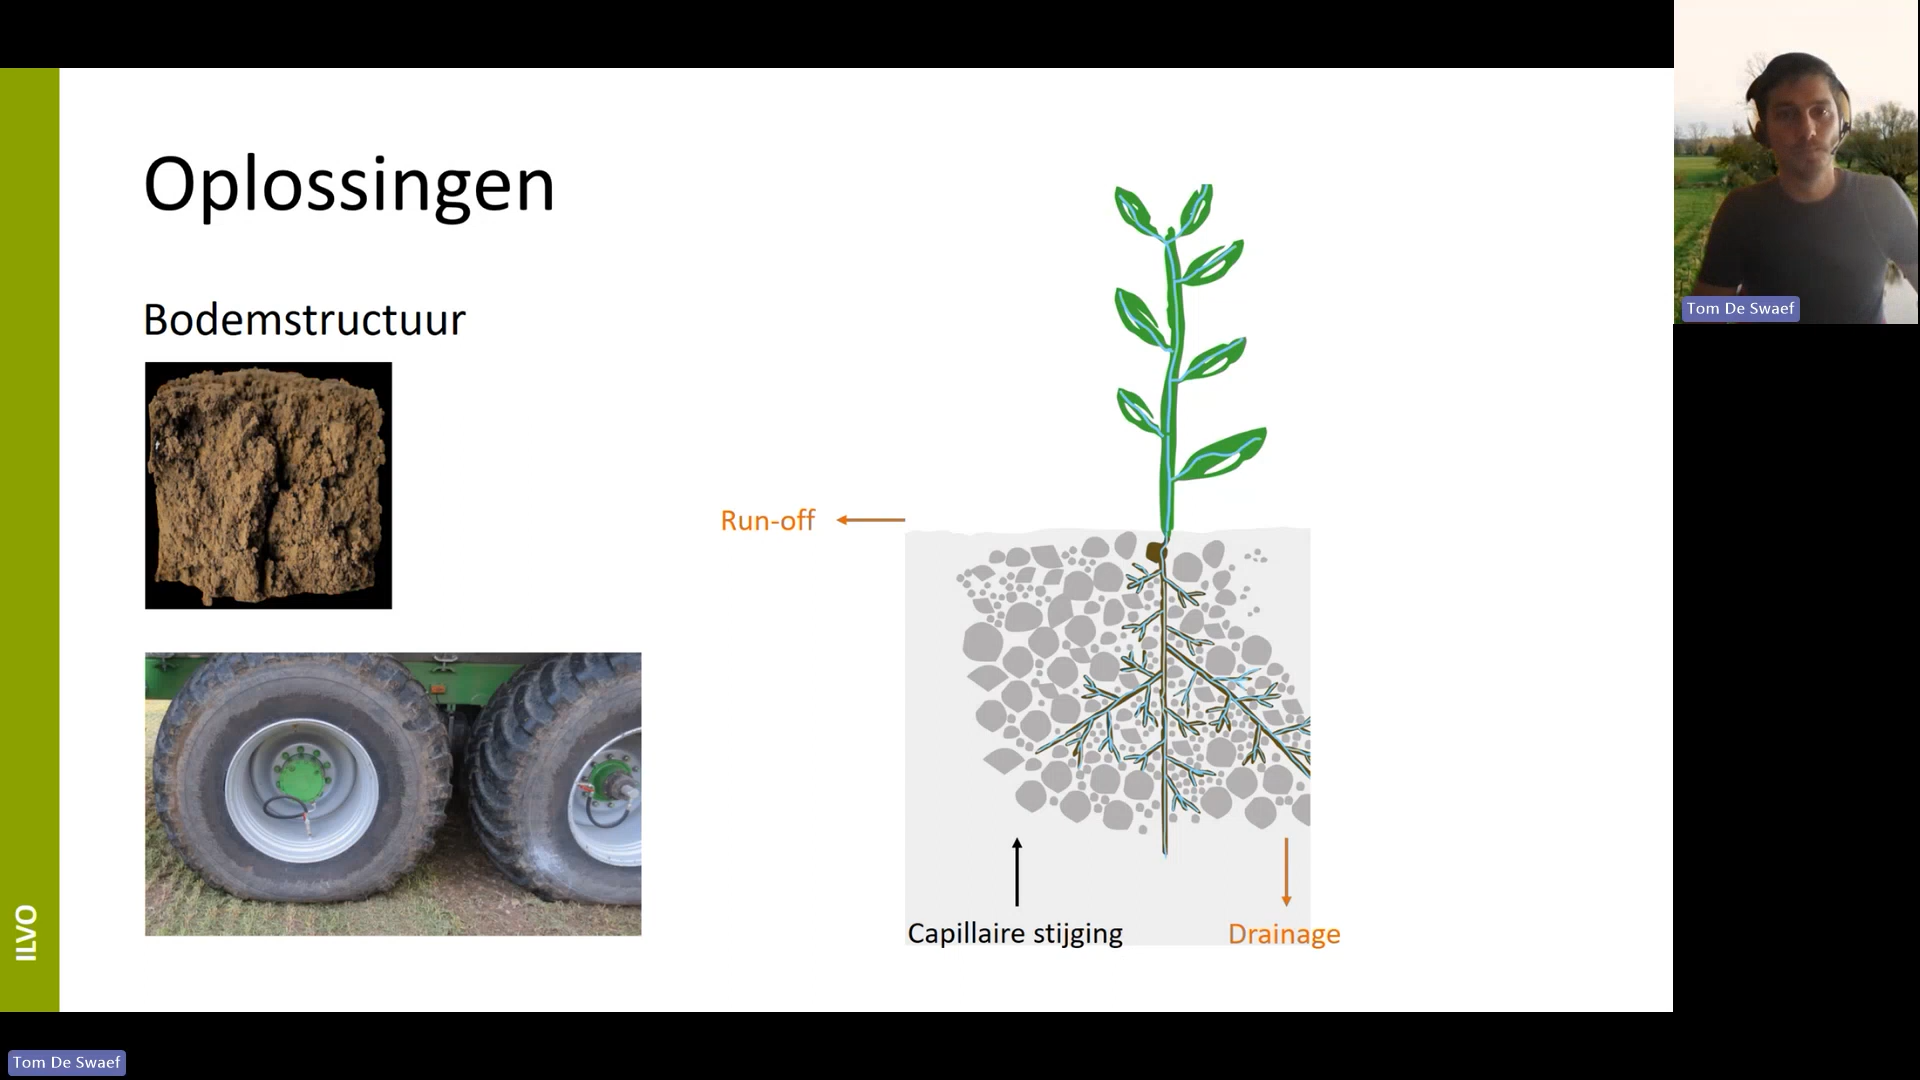 Oplossingen
Bodemstructuur
Run-off
Capillaire stijging
Drainage
ILVO
Tom De Swaef
Tom De Swaef